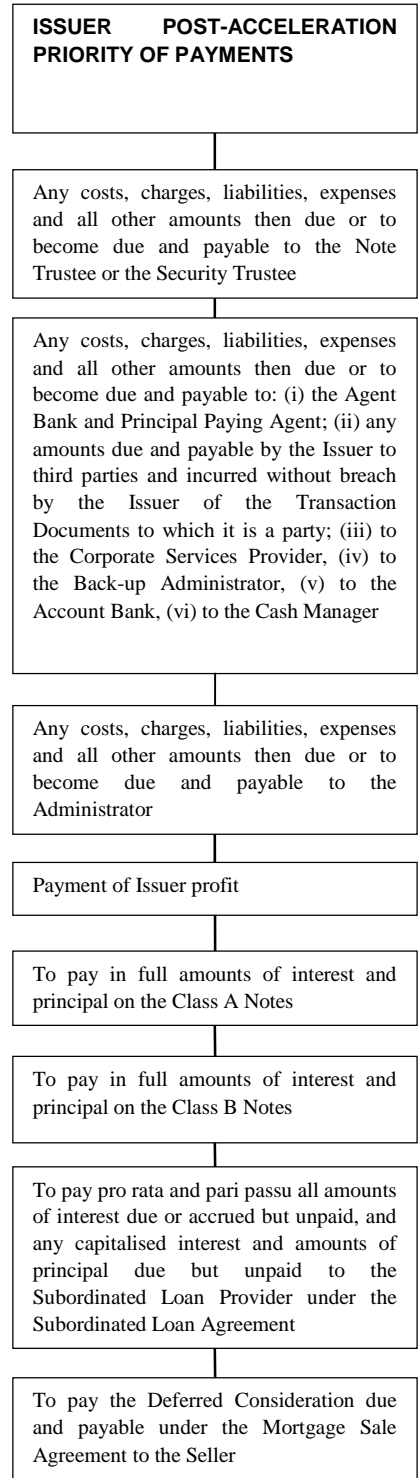 ISSUER POST-ACCELERATION
PRIORITY OF PAYMENTS
Any costs, charges, liabilities, expenses
and all other amounts then due or to
become due and payable to the Note
Trustee or the Security Trustee
Any costs, charges, liabilities, expenses
and all other amounts then due or to
become due and payable to: (i) the Agent
Bank and Principal Paying Agent; (ii) any
amounts due and payable by the Issuer to
third parties and incurred without breach
by the Issuer of the Transaction
Documents to which it is a party; (iii) to
the Corporate Services Provider, (iv) to
the Back-up Administrator, (v) to the
Account Bank, (vi) to the Cash Manager
Any costs, charges, liabilities, expenses
and all other amounts then due or to
become due and payable to the
Administrator
Payment of Issuer profit
To pay in full amounts of interest and
principal on the Class A Notes
To pay in full amounts of interest and
principal on the Class B Notes
To pay pro rata and pari passu all amounts
of interest due or accrued but unpaid, and
any capitalised interest and amounts of
principal due but unpaid to the
Subordinated Loan Provider under the
Subordinated Loan Agreement
To pay the Deferred Consideration due
and payable under the Mortgage Sale
Agreement to the Seller